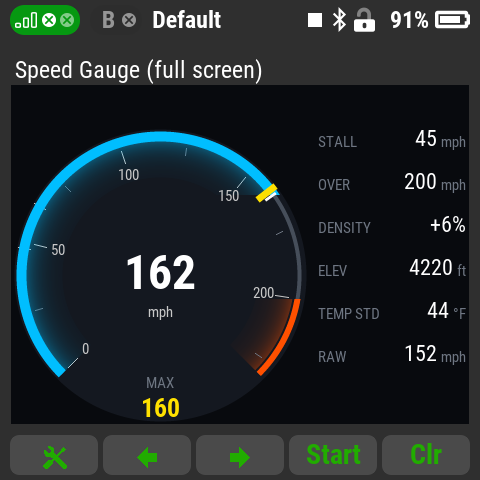 B Default 91%
Speed Gauge (full screen)
0
50
100
150
200
162
mph
MAX
160
STALL 45 mph
OVER 200 mph
DENSITY +6%
ELEV 4220 ft
TEMP STD 44 °F
RAW 152 mph
Start Clr